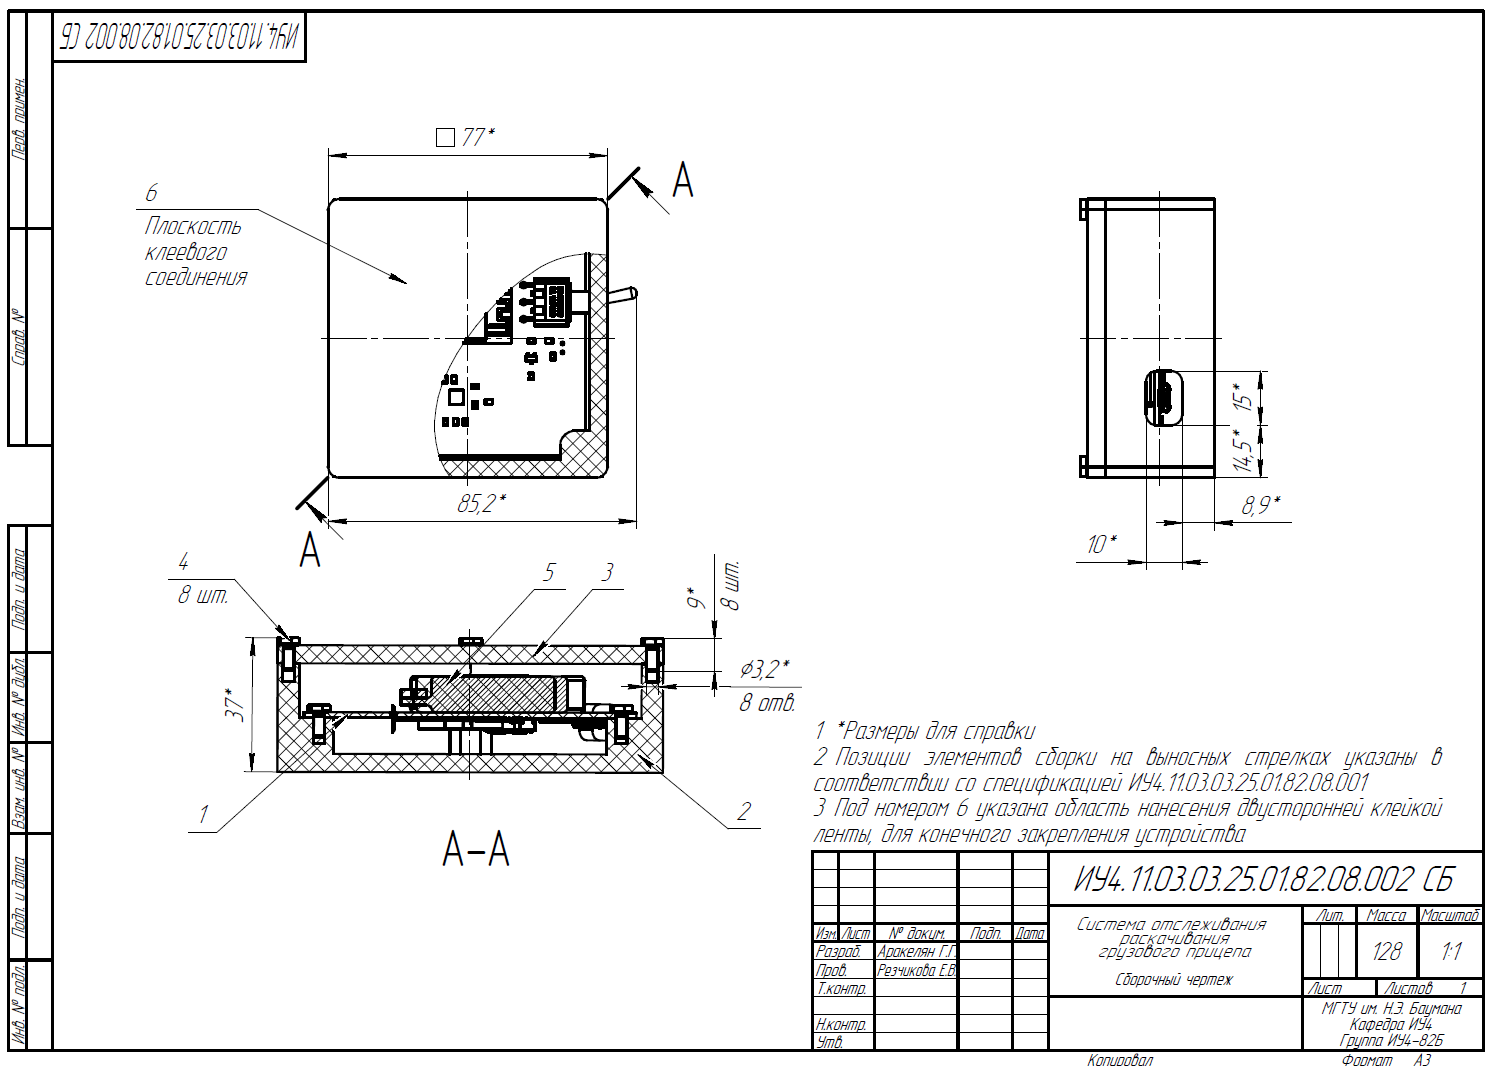 ИУ4.11.03.03.25.01.82.08.002 СБ
Перв. примен.
Справ. №
Подп. и дата
Инв. № дубл.
Взам. инв. №
Подп. и дата
Инв. № подл.
□ 77*
А
6
Плоскость
клеевого
соединения
85,2*
А
15*
14,5*
8,9*
10*
4
8 шт.
5
3
9*
8 шт.
⌀3,2*
8 отв.
37*
1
2
А-А
1 *Размеры для справки
2 Позиции элементов сборки на выносных стрелках указаны в
соответствии со спецификацией ИУ4.11.03.03.25.01.82.08.001
3 Под номером 6 указана область нанесения двусторонней клейкой
ленты, для конечного закрепления устройства
ИУ4.11.03.03.25.01.82.08.002 СБ
Изм. Лист № докум. Подп. Дата
Разраб. Аракелян Г.Г.
Пров. Резчикова Е.В.
Т.контр.
Н.контр.
Утв.
Система отслеживания
раскачивания
грузового прицепа
Сборочный чертеж
Лит. Масса Масштаб
128 1:1
Лист Листов 1
МГТУ им. Н.Э. Баумана
Кафедра ИУ4
Группа ИУ4-82Б
Копировал Формат А3